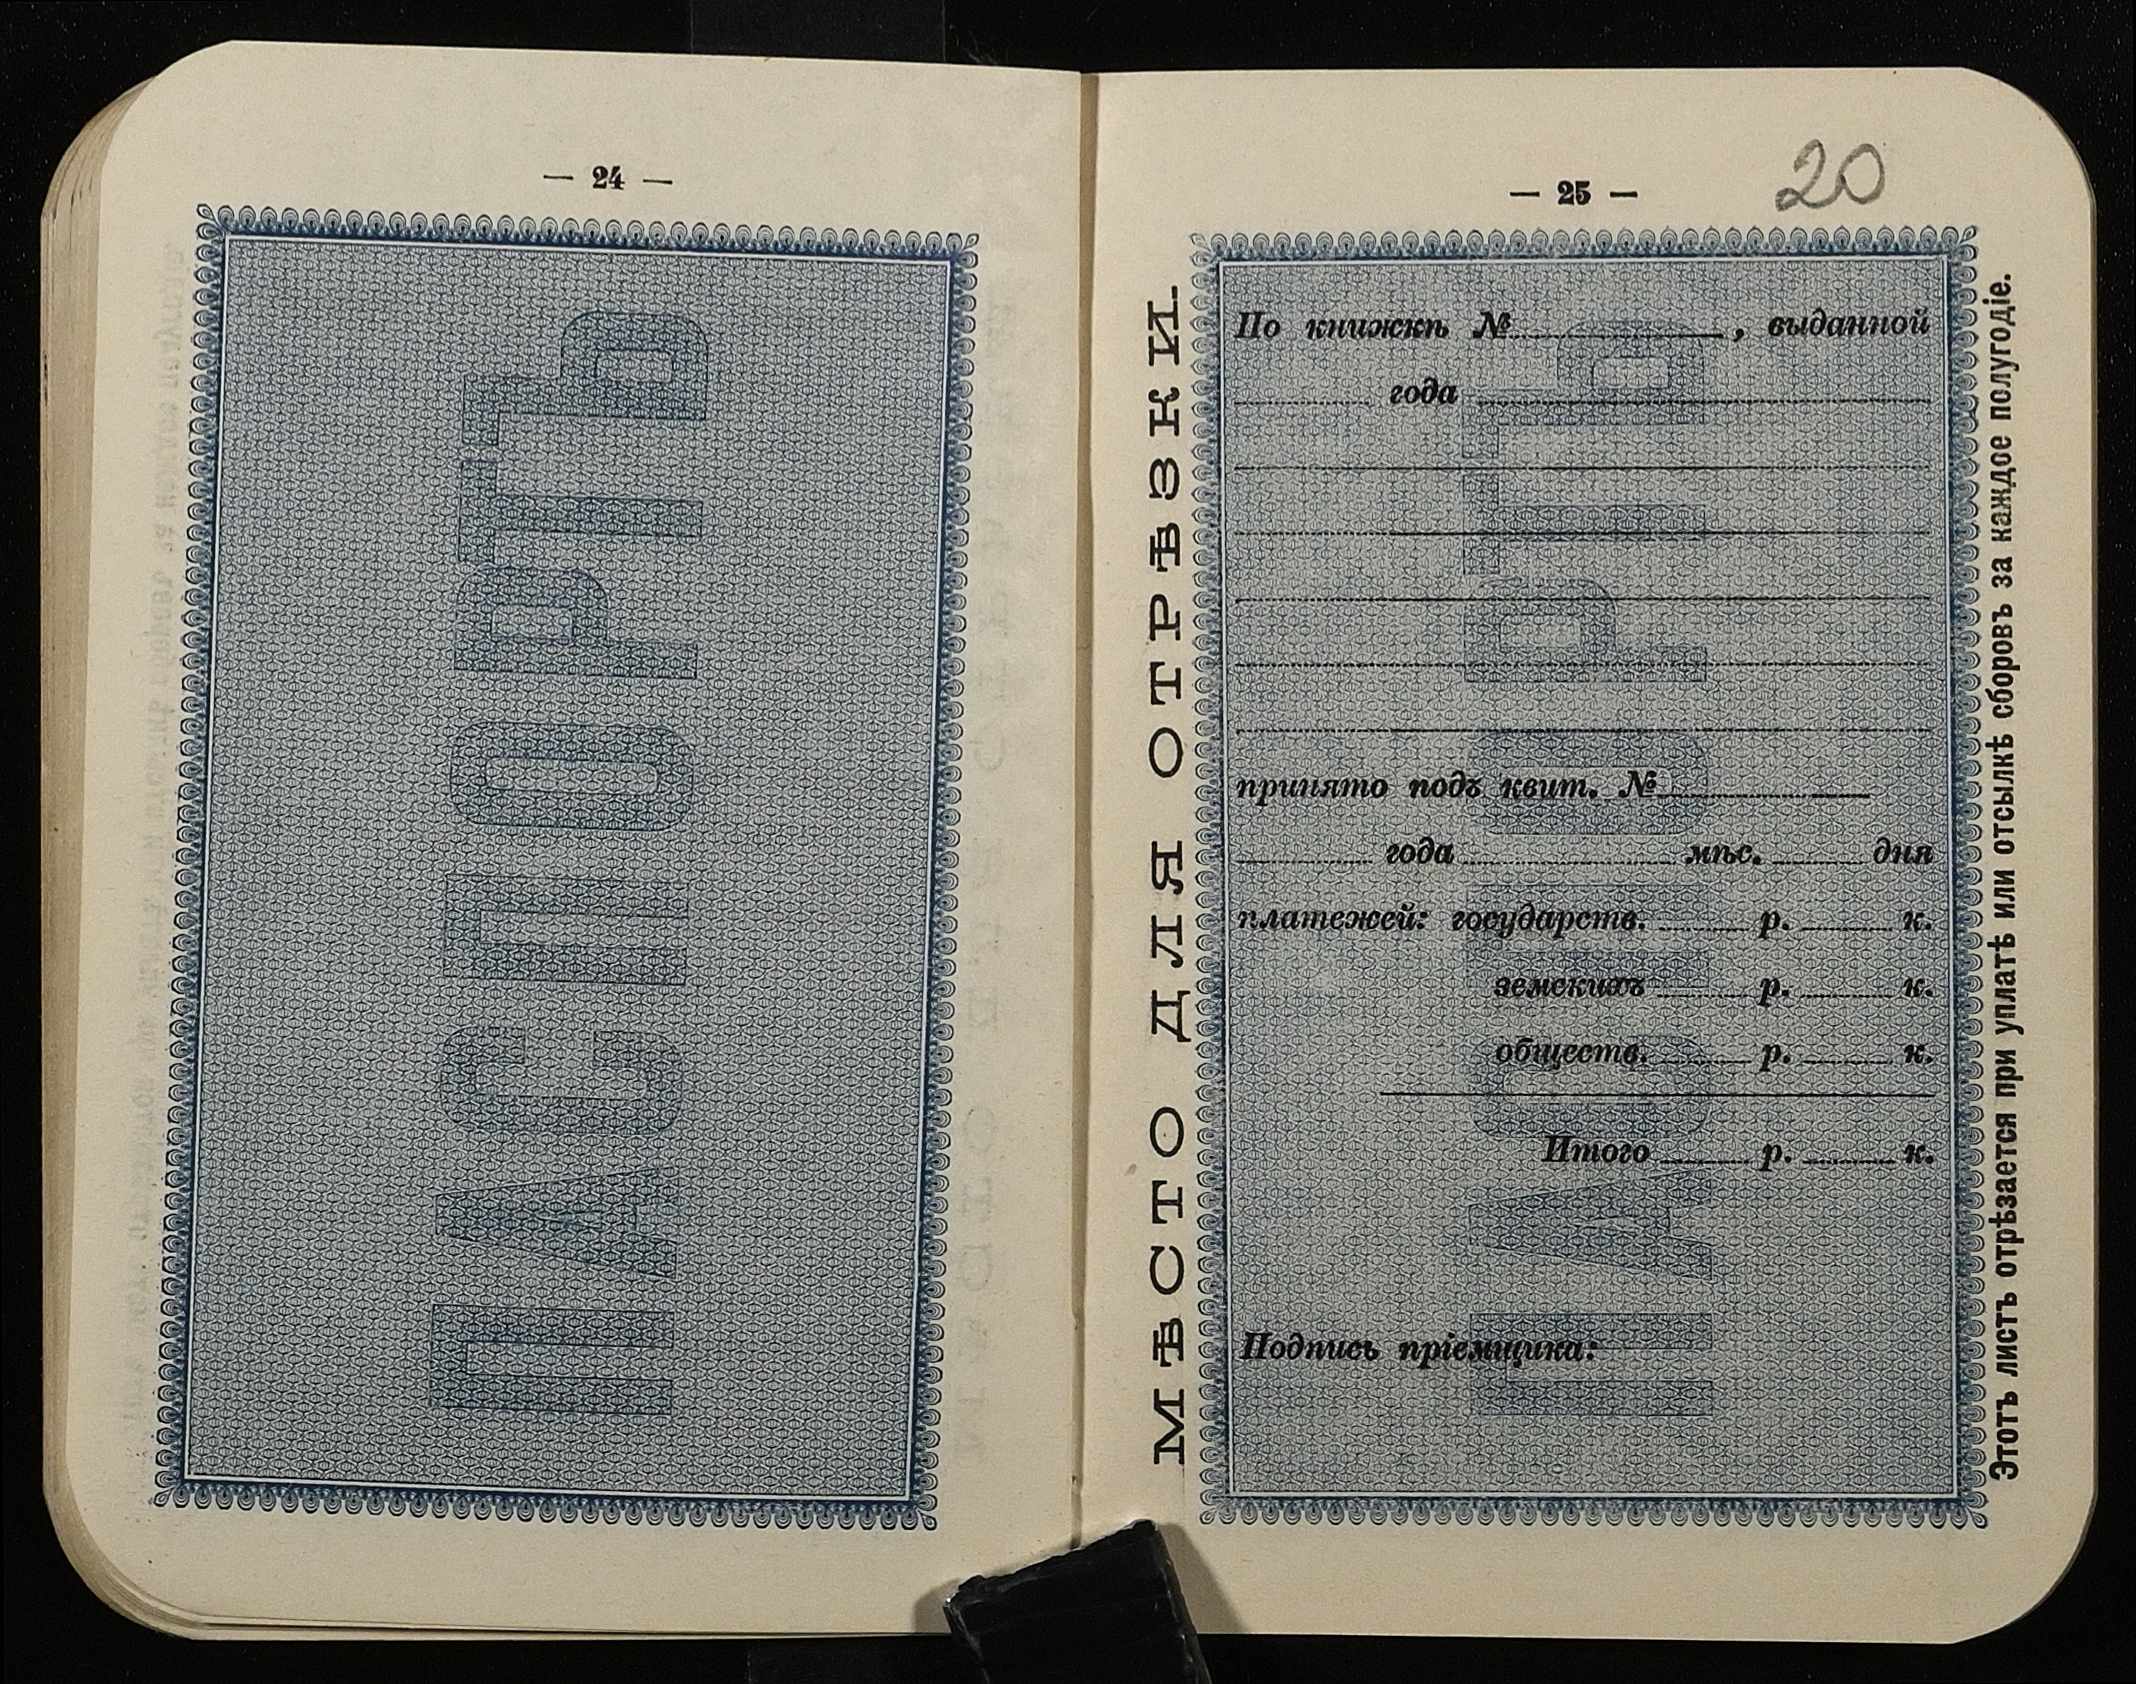 — 24 —
ПАСПОРТЪ
— 25 —
20
МѢСТО ДЛЯ ОТРѢЗКИ
По книжкѣ № , выданной
года
принято подъ квит. №
года мѣс. дня
платежей: государств. р. к.
земскихъ р. к.
обществ. р. к.
Итого р. к.
Подпись пріемщика:
ПАСПОРТЪ
Этотъ листъ отрѣзается при уплатѣ или отсылкѣ сборовъ за каждое полугодіе.